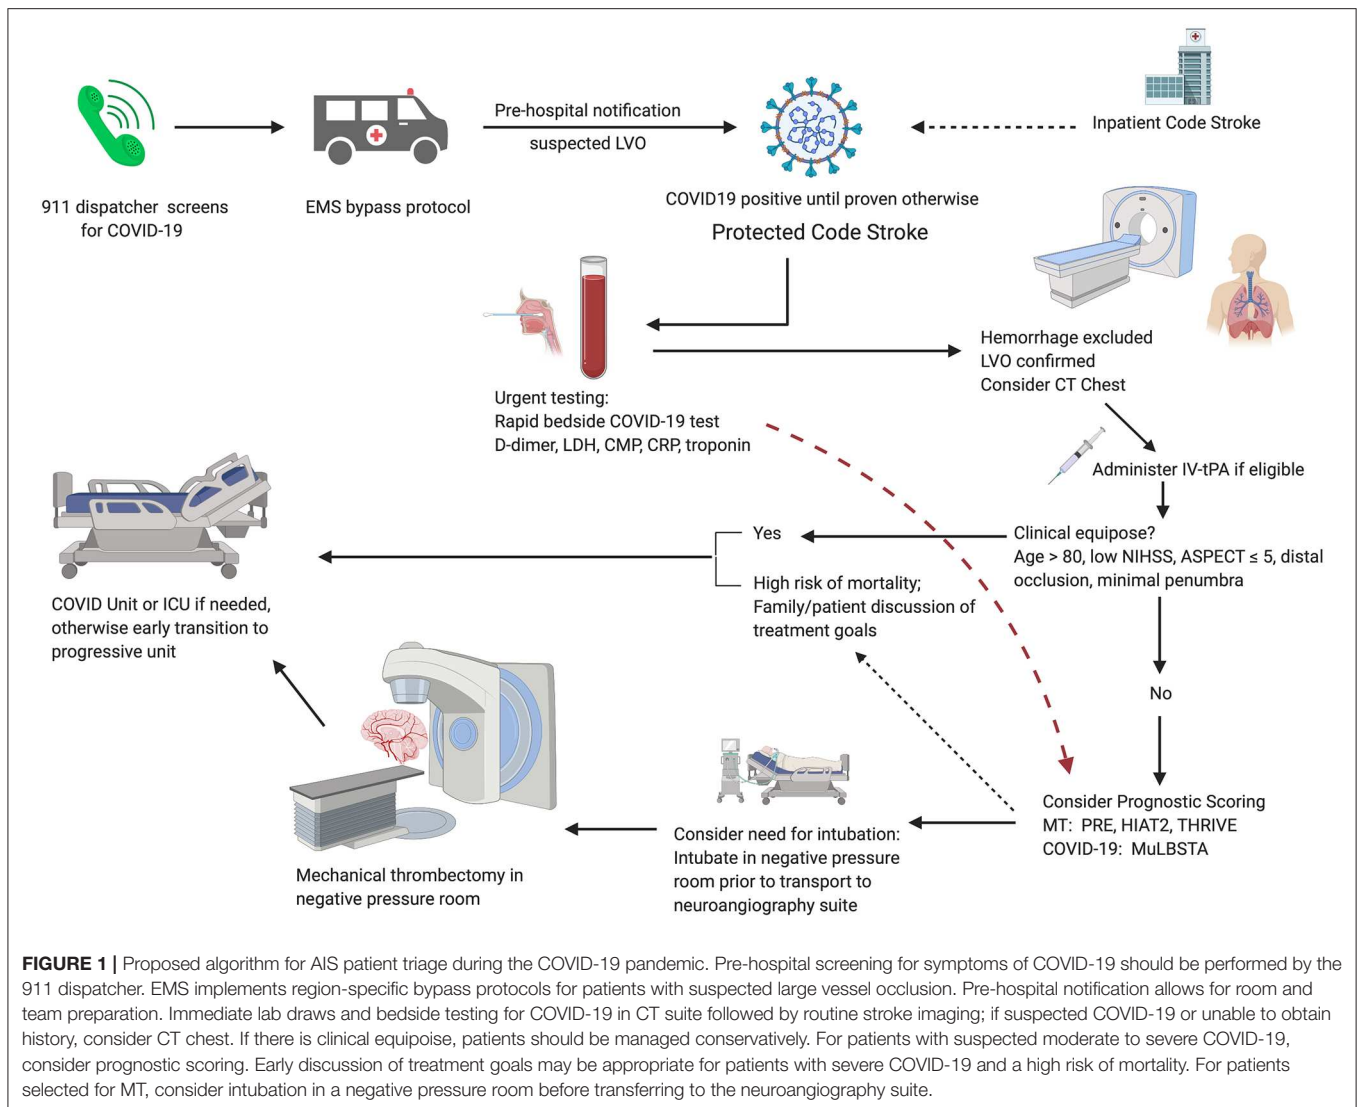 Pre-hospital notification
suspected LVO
Inpatient Code Stroke
911 dispatcher screens
for COVID-19
EMS bypass protocol
COVID19 positive until proven otherwise
Protected Code Stroke
Hemorrhage excluded
LVO confirmed
Consider CT Chest
Urgent testing:
Rapid bedside COVID-19 test
D-dimer, LDH, CMP, CRP, troponin
Administer IV-tPA if eligible
Clinical equipose?
Age > 80, low NIHSS, ASPECT ≤ 5, distal
occlusion, minimal penumbra
Yes
High risk of mortality;
Family/patient discussion of
treatment goals
COVID Unit or ICU if needed,
otherwise early transition to
progressive unit
No
Consider Prognostic Scoring
MT: PRE, HIAT2, THRIVE
COVID-19: MuLBSTA
Consider need for intubation:
Intubate in negative pressure
room prior to transport to
neuroangiography suite
Mechanical thrombectomy in
negative pressure room
FIGURE 1 | Proposed algorithm for AIS patient triage during the COVID-19 pandemic. Pre-hospital screening for symptoms of COVID-19 should be performed by the
911 dispatcher. EMS implements region-specific bypass protocols for patients with suspected large vessel occlusion. Pre-hospital notification allows for room and
team preparation. Immediate lab draws and bedside testing for COVID-19 in CT suite followed by routine stroke imaging; if suspected COVID-19 or unable to obtain
history, consider CT chest. If there is clinical equipoise, patients should be managed conservatively. For patients with suspected moderate to severe COVID-19,
consider prognostic scoring. Early discussion of treatment goals may be appropriate for patients with severe COVID-19 and a high risk of mortality. For patients
selected for MT, consider intubation in a negative pressure room before transferring to the neuroangiography suite.